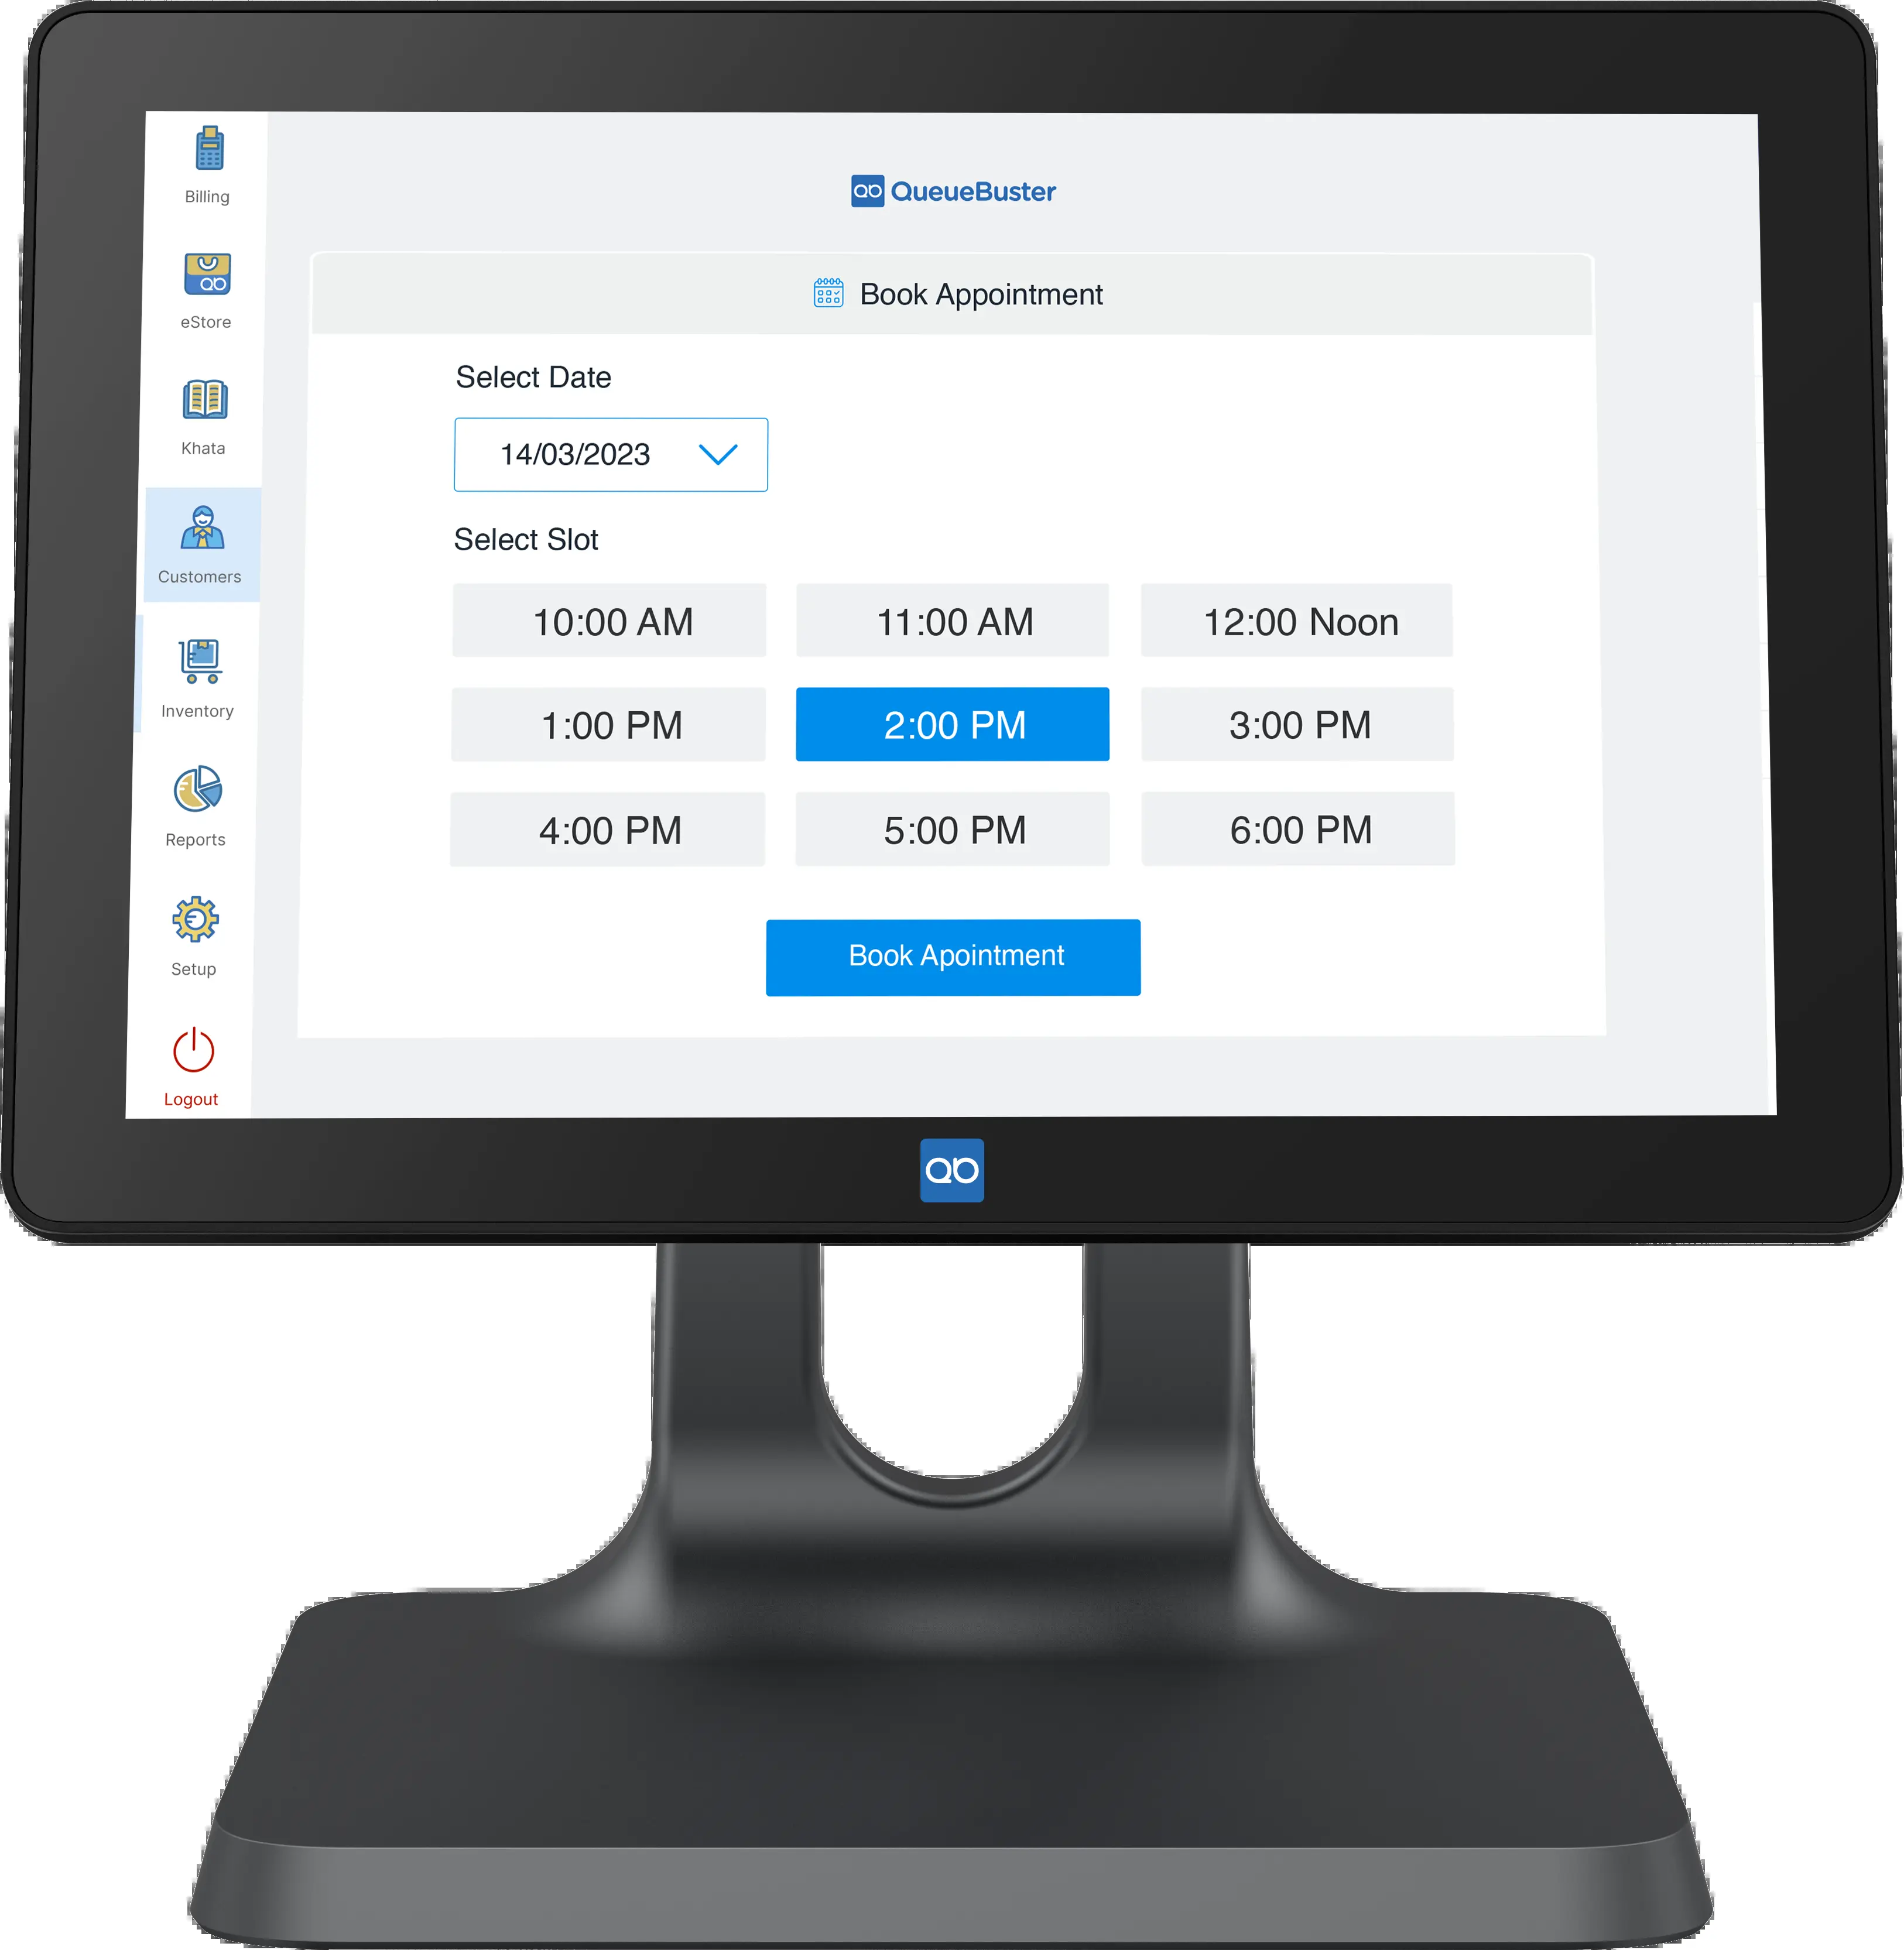 Billing
eStore
Khata
Customers
Inventory
Reports
Setup
Logout
QueueBuster
Book Appointment
Select Date
14/03/2023
Select Slot
10:00 AM 11:00 AM 12:00 Noon
1:00 PM 2:00 PM 3:00 PM
4:00 PM 5:00 PM 6:00 PM
Book Apointment